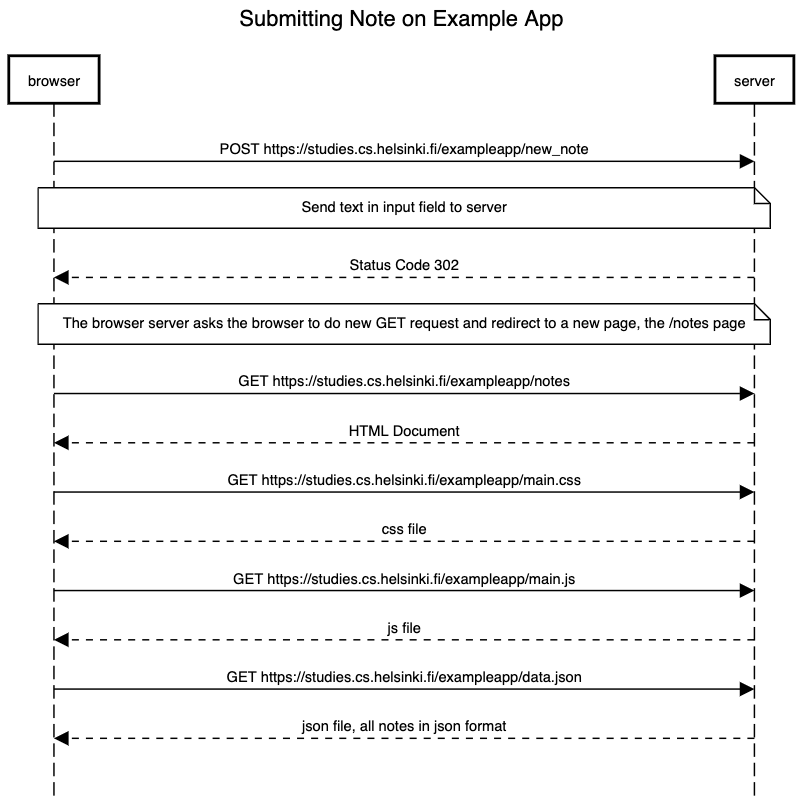 Submitting Note on Example App
browser
server
POST https://studies.cs.helsinki.fi/exampleapp/new_note
Send text in input field to server
Status Code 302
The browser server asks the browser to do new GET request and redirect to a new page, the /notes page
GET https://studies.cs.helsinki.fi/exampleapp/notes
HTML Document
GET https://studies.cs.helsinki.fi/exampleapp/main.css
css file
GET https://studies.cs.helsinki.fi/exampleapp/main.js
js file
GET https://studies.cs.helsinki.fi/exampleapp/data.json
json file, all notes in json format